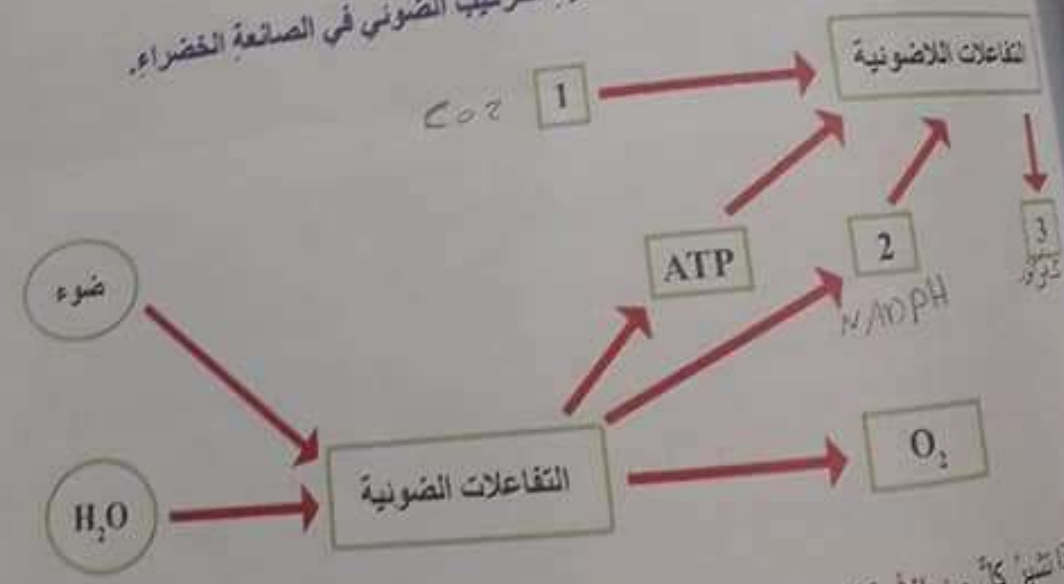 التركيب الضوئي في الصانعة الخضراء.
التفاعلات اللاضوئية
1
CO2
ATP
2
NADPH
3
ضوء
التفاعلات الضوئية
O₂
H₂O